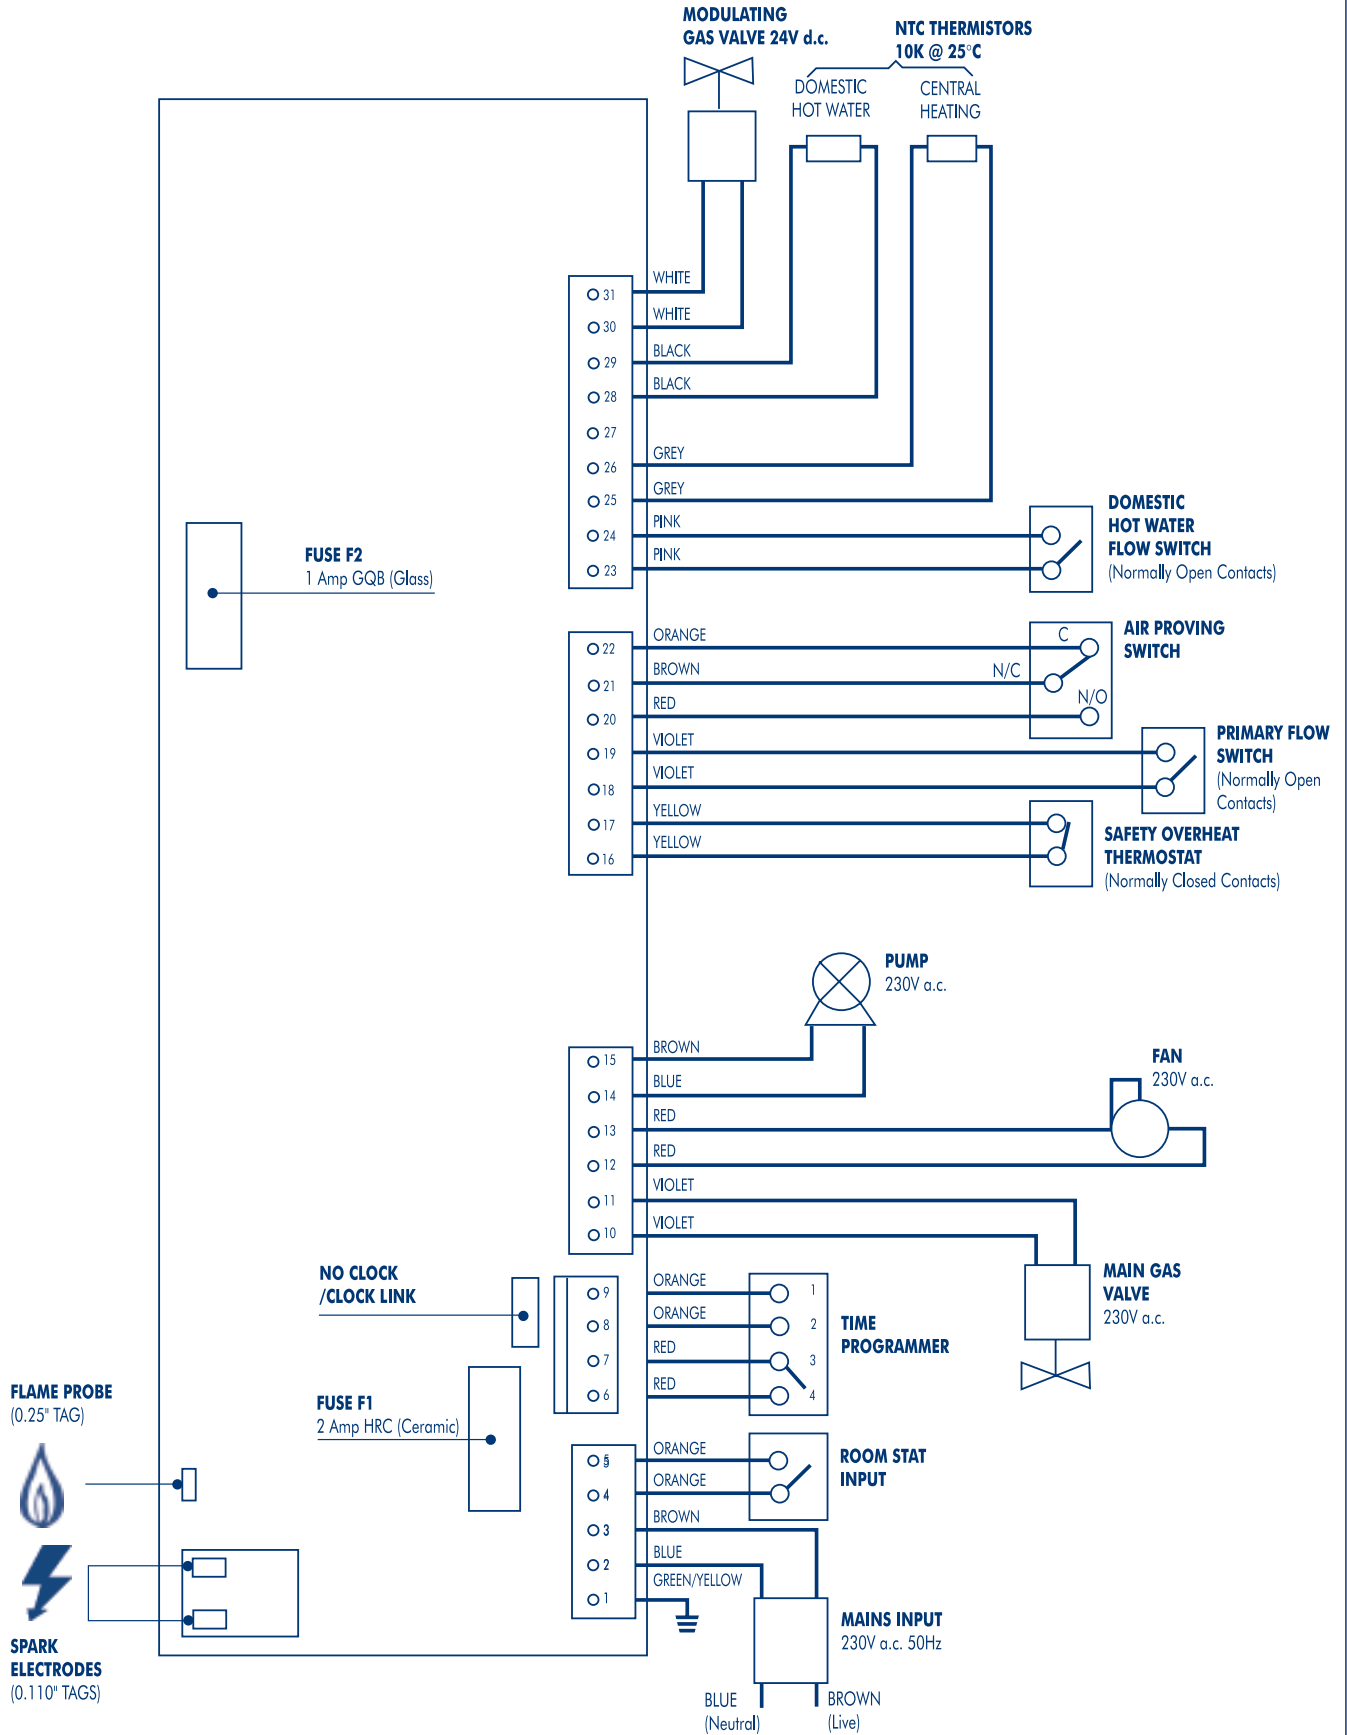 MODULATING
GAS VALVE 24V d.c.
NTC THERMISTORS
10K @ 25°C
DOMESTIC
HOT WATER
CENTRAL
HEATING
31 WHITE
30 WHITE
29 BLACK
28 BLACK
27
26 GREY
25 GREY
24 PINK
23 PINK
DOMESTIC
HOT WATER
FLOW SWITCH
(Normally Open Contacts)
FUSE F2
1 Amp GQB (Glass)
22 ORANGE C
21 BROWN N/C
20 RED N/O
19 VIOLET
18 VIOLET
17 YELLOW
16 YELLOW
AIR PROVING
SWITCH
PRIMARY FLOW
SWITCH
(Normally Open
Contacts)
SAFETY OVERHEAT
THERMOSTAT
(Normally Closed Contacts)
PUMP
230V a.c.
FAN
230V a.c.
15 BROWN
14 BLUE
13 RED
12 RED
11 VIOLET
10 VIOLET
MAIN GAS
VALVE
230V a.c.
NO CLOCK
/CLOCK LINK
9 ORANGE 1
8 ORANGE 2
7 RED 3
6 RED 4
TIME
PROGRAMMER
FUSE F1
2 Amp HRC (Ceramic)
FLAME PROBE
(0.25" TAG)
5 ORANGE
4 ORANGE
3 BROWN
2 BLUE
1 GREEN/YELLOW
ROOM STAT
INPUT
MAINS INPUT
230V a.c. 50Hz
SPARK
ELECTRODES
(0.110" TAGS)
BLUE
(Neutral)
BROWN
(Live)